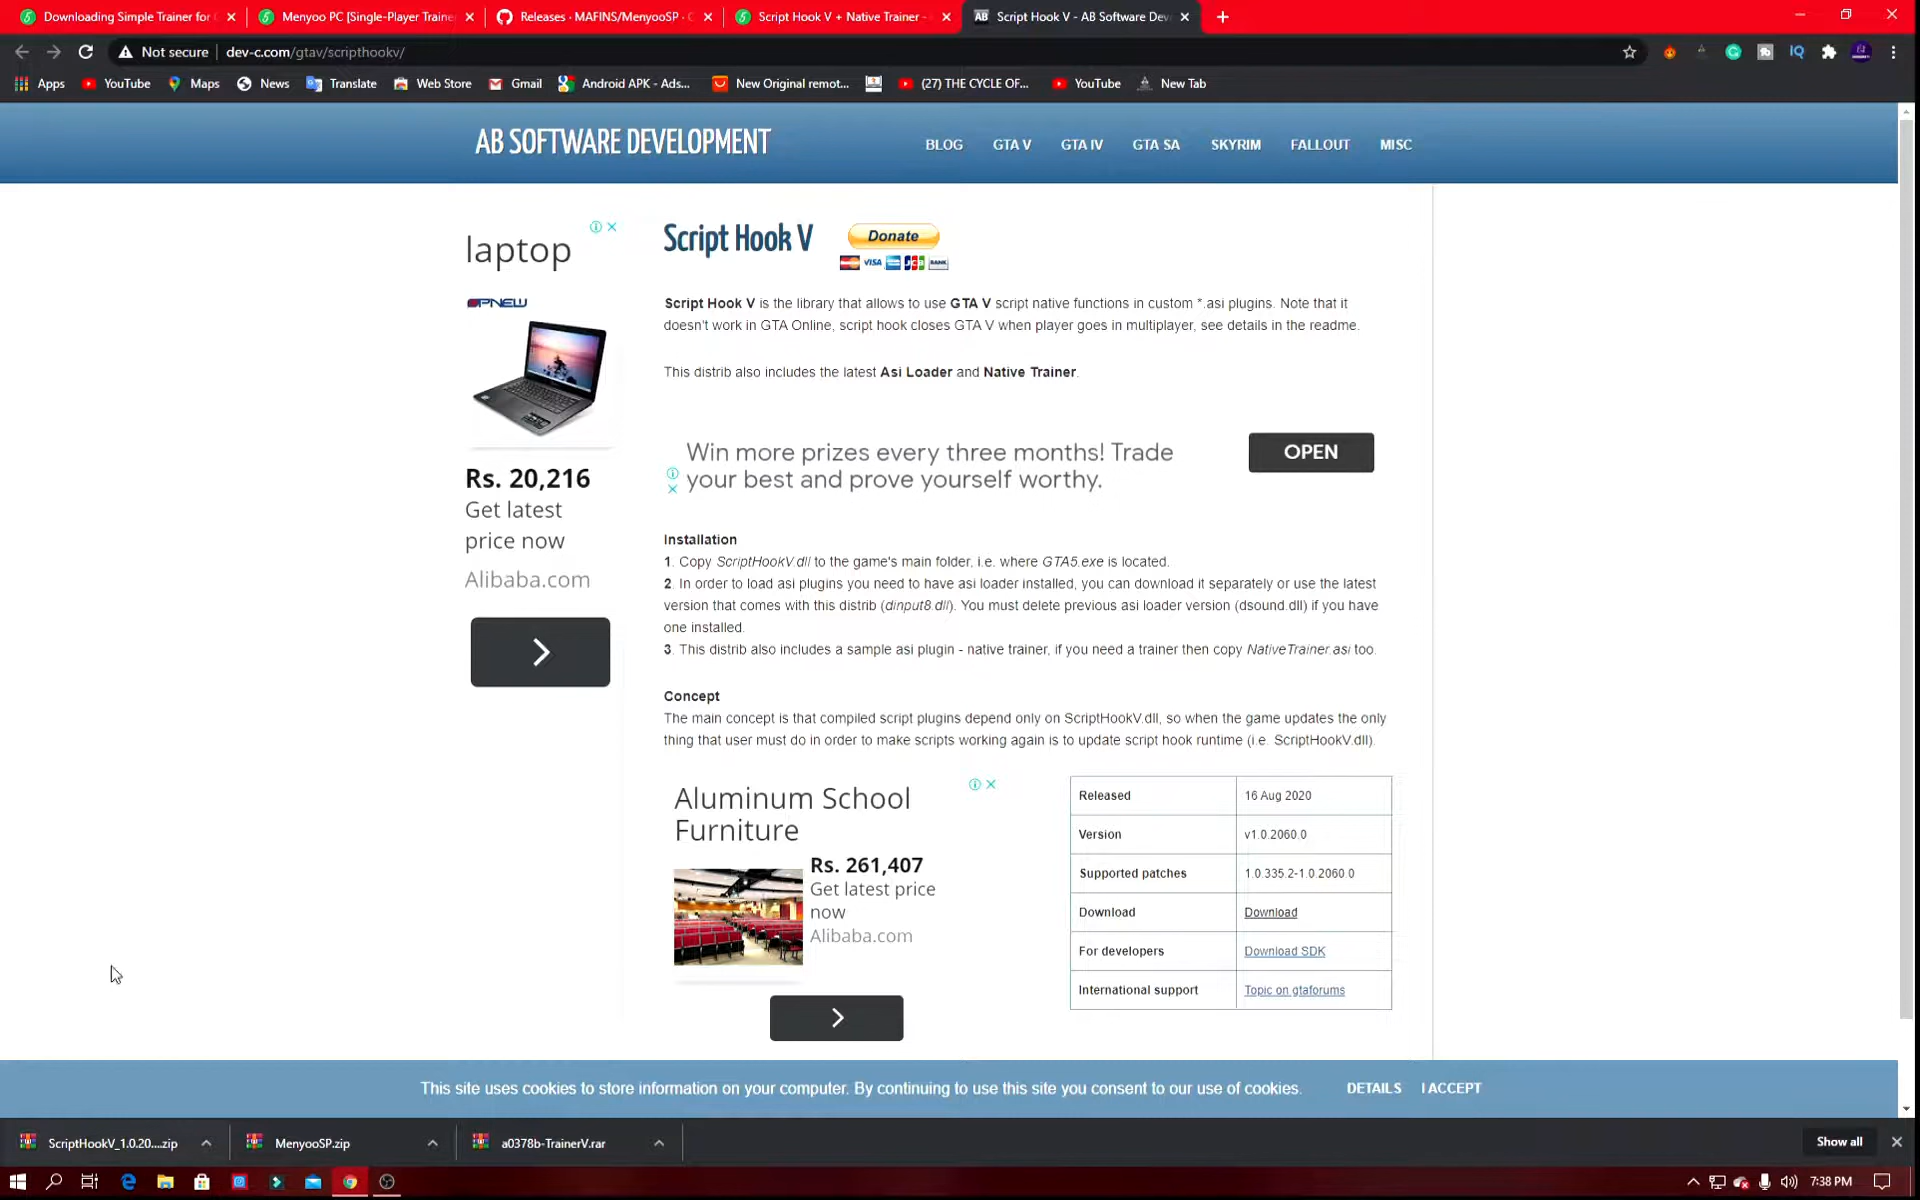 Downloading Simple Trainer for
Menyoo PC [Single-Player Traine
Releases · MAFINS/MenyooSP ·
Script Hook V + Native Trainer -
AB Script Hook V - AB Software Dev
Not secure dev-c.com/gtav/scripthookv/
IQ
Apps YouTube Maps News Translate Web Store Gmail Android APK - Ads... New Original remot... (27) THE CYCLE OF... YouTube New Tab
AB SOFTWARE DEVELOPMENT
BLOG GTA V GTA IV GTA SA SKYRIM FALLOUT MISC
laptop
Rs. 20,216
Get latest
price now
Alibaba.com
Script Hook V
Donate
VISA JCB BANK
Script Hook V is the library that allows to use GTA V script native functions in custom *.asi plugins. Note that it
doesn't work in GTA Online, script hook closes GTA V when player goes in multiplayer, see details in the readme.
This distrib also includes the latest Asi Loader and Native Trainer.
Win more prizes every three months! Trade
your best and prove yourself worthy.
OPEN
Installation
1. Copy ScriptHookV.dll to the game's main folder, i.e. where GTA5.exe is located.
2. In order to load asi plugins you need to have asi loader installed, you can download it separately or use the latest
version that comes with this distrib (dinput8.dll). You must delete previous asi loader version (dsound.dll) if you have
one installed.
3. This distrib also includes a sample asi plugin - native trainer, if you need a trainer then copy NativeTrainer.asi too.
Concept
The main concept is that compiled script plugins depend only on ScriptHookV.dll, so when the game updates the only
thing that user must do in order to make scripts working again is to update script hook runtime (i.e. ScriptHookV.dll).
Aluminum School
Furniture
Rs. 261,407
Get latest price
now
Alibaba.com
Released 16 Aug 2020
Version v1.0.2060.0
Supported patches 1.0.335.2-1.0.2060.0
Download Download
For developers Download SDK
International support Topic on gtaforums
This site uses cookies to store information on your computer. By continuing to use this site you consent to our use of cookies. DETAILS I ACCEPT
ScriptHookV_1.0.20....zip MenyooSP.zip a0378b-TrainerV.rar Show all
7:38 PM